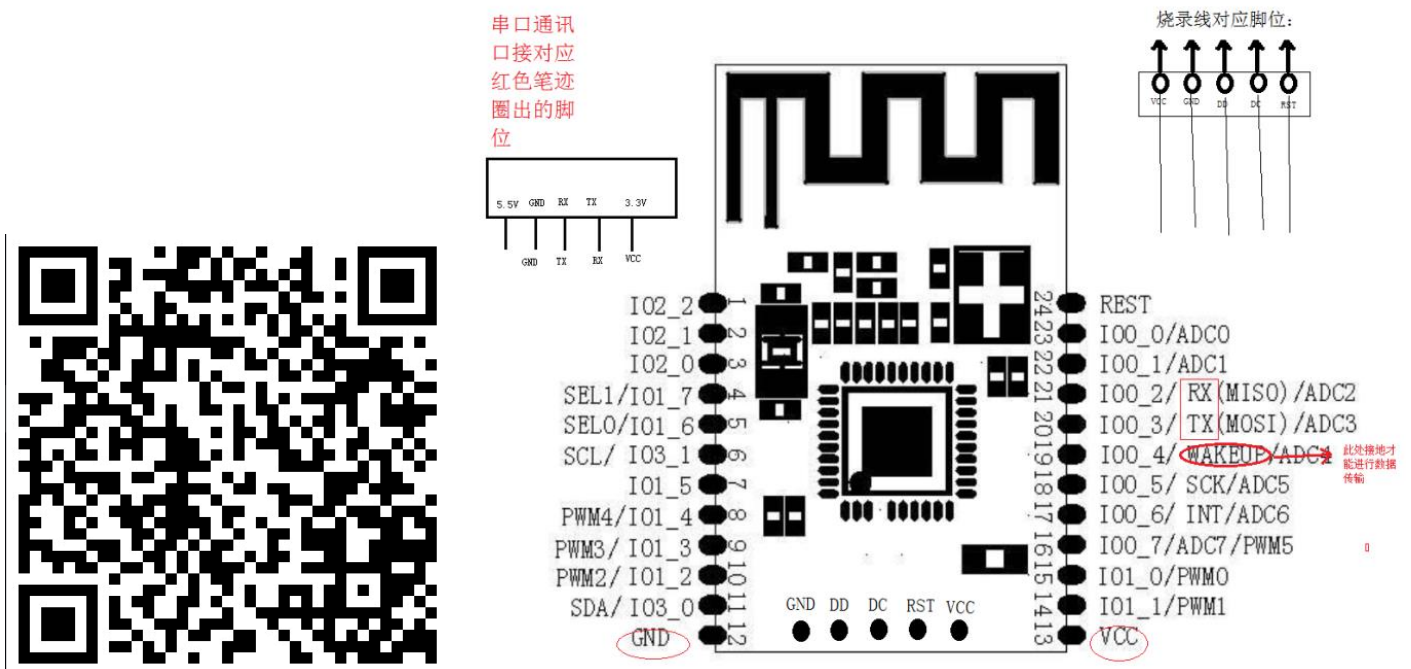 串口通讯
口接对应
红色笔迹
圈出的脚
位
5.5V GND RX TX 3.3V
GND TX RX VCC
烧录线对应脚位:
VCC GND DD DC RST
IO2_2 1
IO2_1 2
IO2_0 3
SEL1/IO1_7 4
SEL0/IO1_6 5
SCL/ IO3_1 6
IO1_5 7
PWM4/IO1_4 8
PWM3/ IO1_3 9
PWM2/ IO1_2 10
SDA/ IO3_0 11
GND 12
24 REST
23 IO0_0/ADC0
22 IO0_1/ADC1
21 IO0_2/ RX(MISO)/ADC2
20 IO0_3/ TX(MOSI)/ADC3
19 IO0_4/ WAKEUP/ADC4
18 IO0_5/ SCK/ADC5
17 IO0_6/ INT/ADC6
16 IO0_7/ADC7/PWM5
15 IO1_0/PWM0
14 IO1_1/PWM1
13 VCC
此处接地才
能进行数据
传输
GND DD DC RST VCC